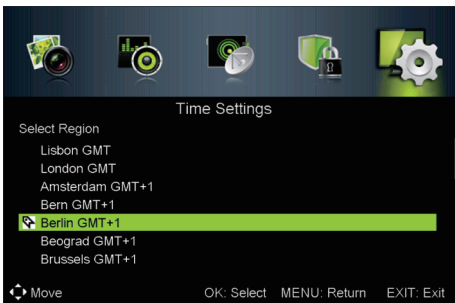 Time Settings
Select Region
Lisbon GMT
London GMT
Amsterdam GMT+1
Bern GMT+1
Berlin GMT+1
Beograd GMT+1
Brussels GMT+1
Move OK: Select MENU: Return EXIT: Exit